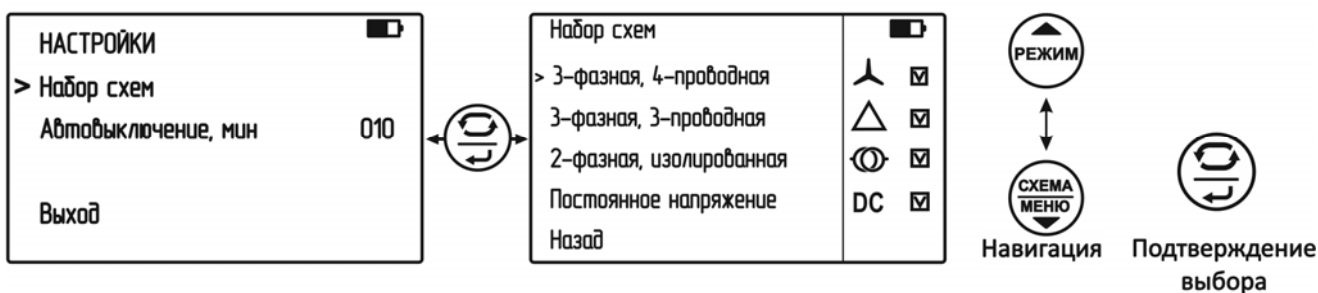 НАСТРОЙКИ
> Набор схем
Автовыключение, мин 010
Выход
Набор схем
> 3-фазная, 4-проводная
3-фазная, 3-проводная
2-фазная, изолированная
Постоянное напряжение DC
Назад
РЕЖИМ
СХЕМА
МЕНЮ
Навигация
Подтверждение
выбора